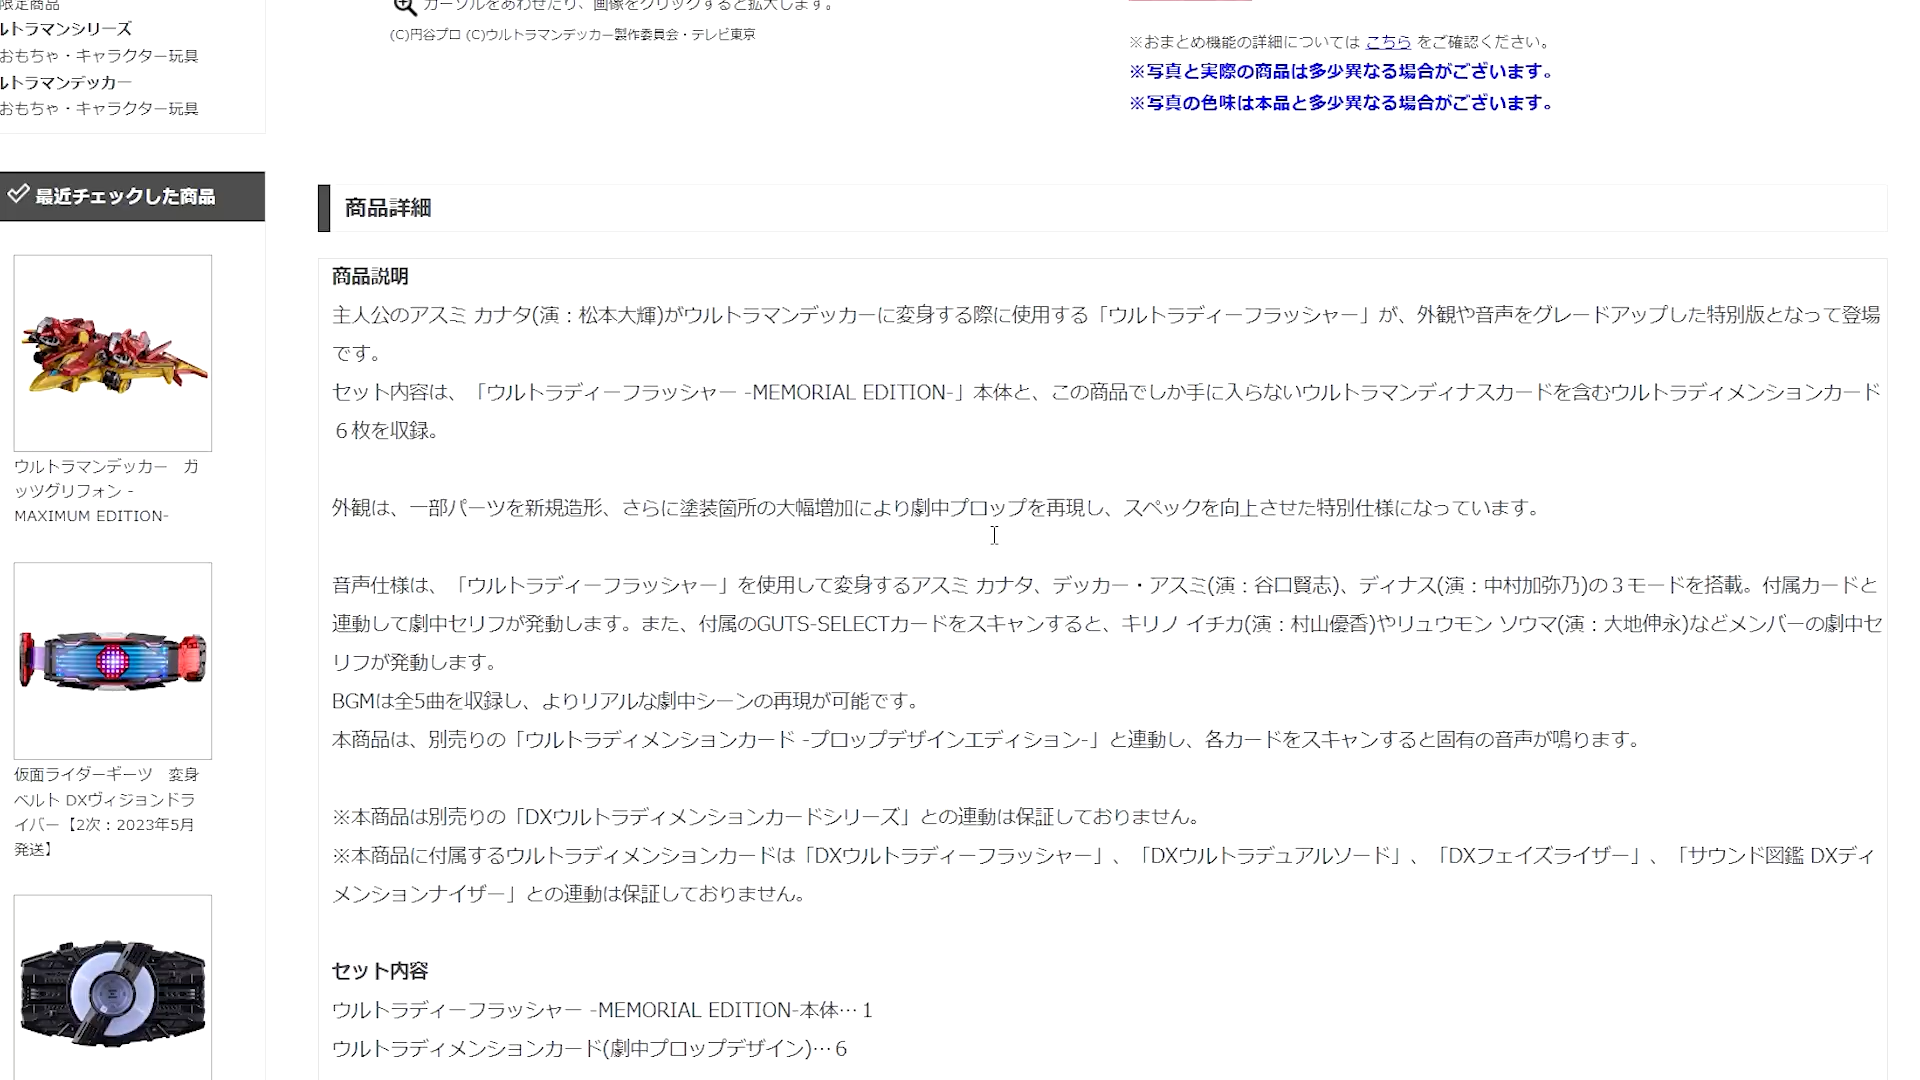 限定商品
ルトラマンシリーズ
おもちゃ・キャラクター玩具
ルトラマンデッカー
おもちゃ・キャラクター玩具
カーソルをあわせたり、画像をクリックすると拡大します。
(C)円谷プロ (C)ウルトラマンデッカー製作委員会・テレビ東京
※おまとめ機能の詳細については こちら をご確認ください。
※写真と実際の商品は多少異なる場合がございます。
※写真の色味は本品と多少異なる場合がございます。
最近チェックした商品
ウルトラマンデッカー　ガ
ッツグリフォン -
MAXIMUM EDITION-
仮面ライダーギーツ　変身
ベルト DXヴィジョンドラ
イバー【2次：2023年5月
発送】
商品詳細
商品説明
主人公のアスミ カナタ(演：松本大輝)がウルトラマンデッカーに変身する際に使用する「ウルトラディーフラッシャー」が、外観や音声をグレードアップした特別版となって登場
です。
セット内容は、「ウルトラディーフラッシャー -MEMORIAL EDITION-」本体と、この商品でしか手に入らないウルトラマンディナスカードを含むウルトラディメンションカード
６枚を収録。
外観は、一部パーツを新規造形、さらに塗装箇所の大幅増加により劇中プロップを再現し、スペックを向上させた特別仕様になっています。
音声仕様は、「ウルトラディーフラッシャー」を使用して変身するアスミ カナタ、デッカー・アスミ(演：谷口賢志)、ディナス(演：中村加弥乃)の３モードを搭載。付属カードと
連動して劇中セリフが発動します。また、付属のGUTS-SELECTカードをスキャンすると、キリノ イチカ(演：村山優香)やリュウモン ソウマ(演：大地伸永)などメンバーの劇中セ
リフが発動します。
BGMは全5曲を収録し、よりリアルな劇中シーンの再現が可能です。
本商品は、別売りの「ウルトラディメンションカード -プロップデザインエディション-」と連動し、各カードをスキャンすると固有の音声が鳴ります。
※本商品は別売りの「DXウルトラディメンションカードシリーズ」との連動は保証しておりません。
※本商品に付属するウルトラディメンションカードは「DXウルトラディーフラッシャー」、「DXウルトラデュアルソード」、「DXフェイズライザー」、「サウンド図鑑 DXディ
メンションナイザー」との連動は保証しておりません。
セット内容
ウルトラディーフラッシャー -MEMORIAL EDITION-本体…１
ウルトラディメンションカード(劇中プロップデザイン)…６